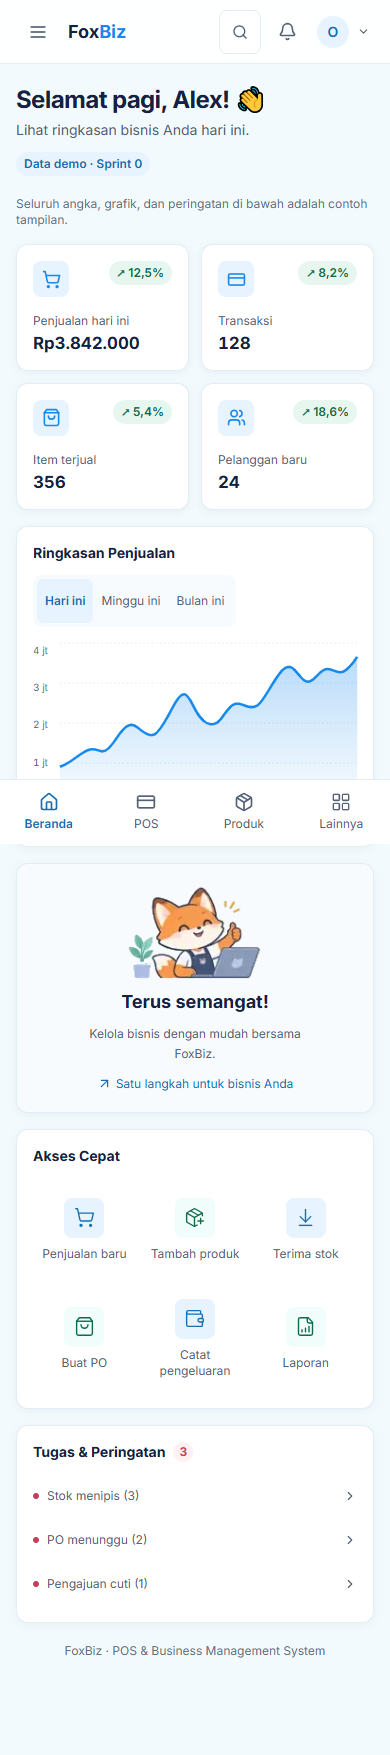 FoxBiz
O
Selamat pagi, Alex! 👋
Lihat ringkasan bisnis Anda hari ini.
Data demo · Sprint 0
Seluruh angka, grafik, dan peringatan di bawah adalah contoh
tampilan.
↗ 12,5%
Penjualan hari ini
Rp3.842.000
↗ 8,2%
Transaksi
128
↗ 5,4%
Item terjual
356
↗ 18,6%
Pelanggan baru
24
Ringkasan Penjualan
Hari ini Minggu ini Bulan ini
4 jt
3 jt
2 jt
1 jt
Beranda POS Produk Lainnya
Terus semangat!
Kelola bisnis dengan mudah bersama
FoxBiz.
Satu langkah untuk bisnis Anda
Akses Cepat
Penjualan baru Tambah produk Terima stok
Buat PO
Catat
pengeluaran
Laporan
Tugas & Peringatan 3
Stok menipis (3)
PO menunggu (2)
Pengajuan cuti (1)
FoxBiz · POS & Business Management System